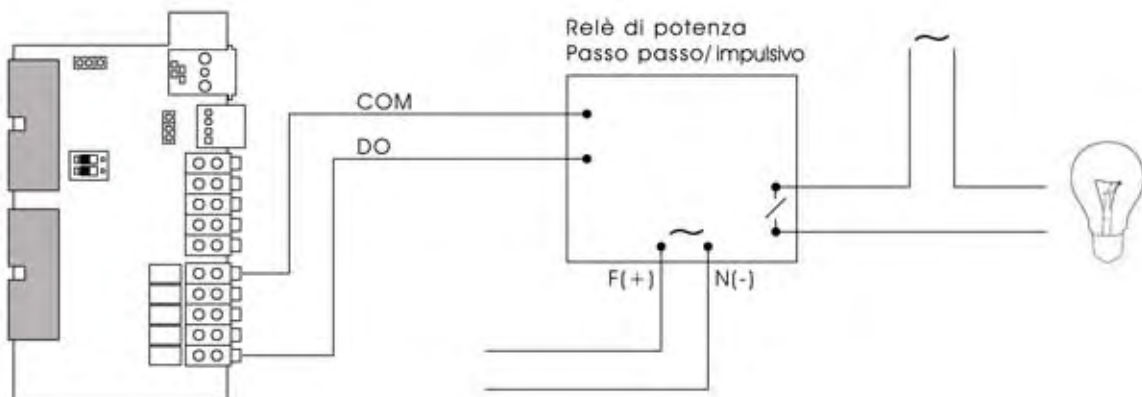 Relè di potenza
Passo passo/impulsivo
COM
DO
F(+)
N(-)